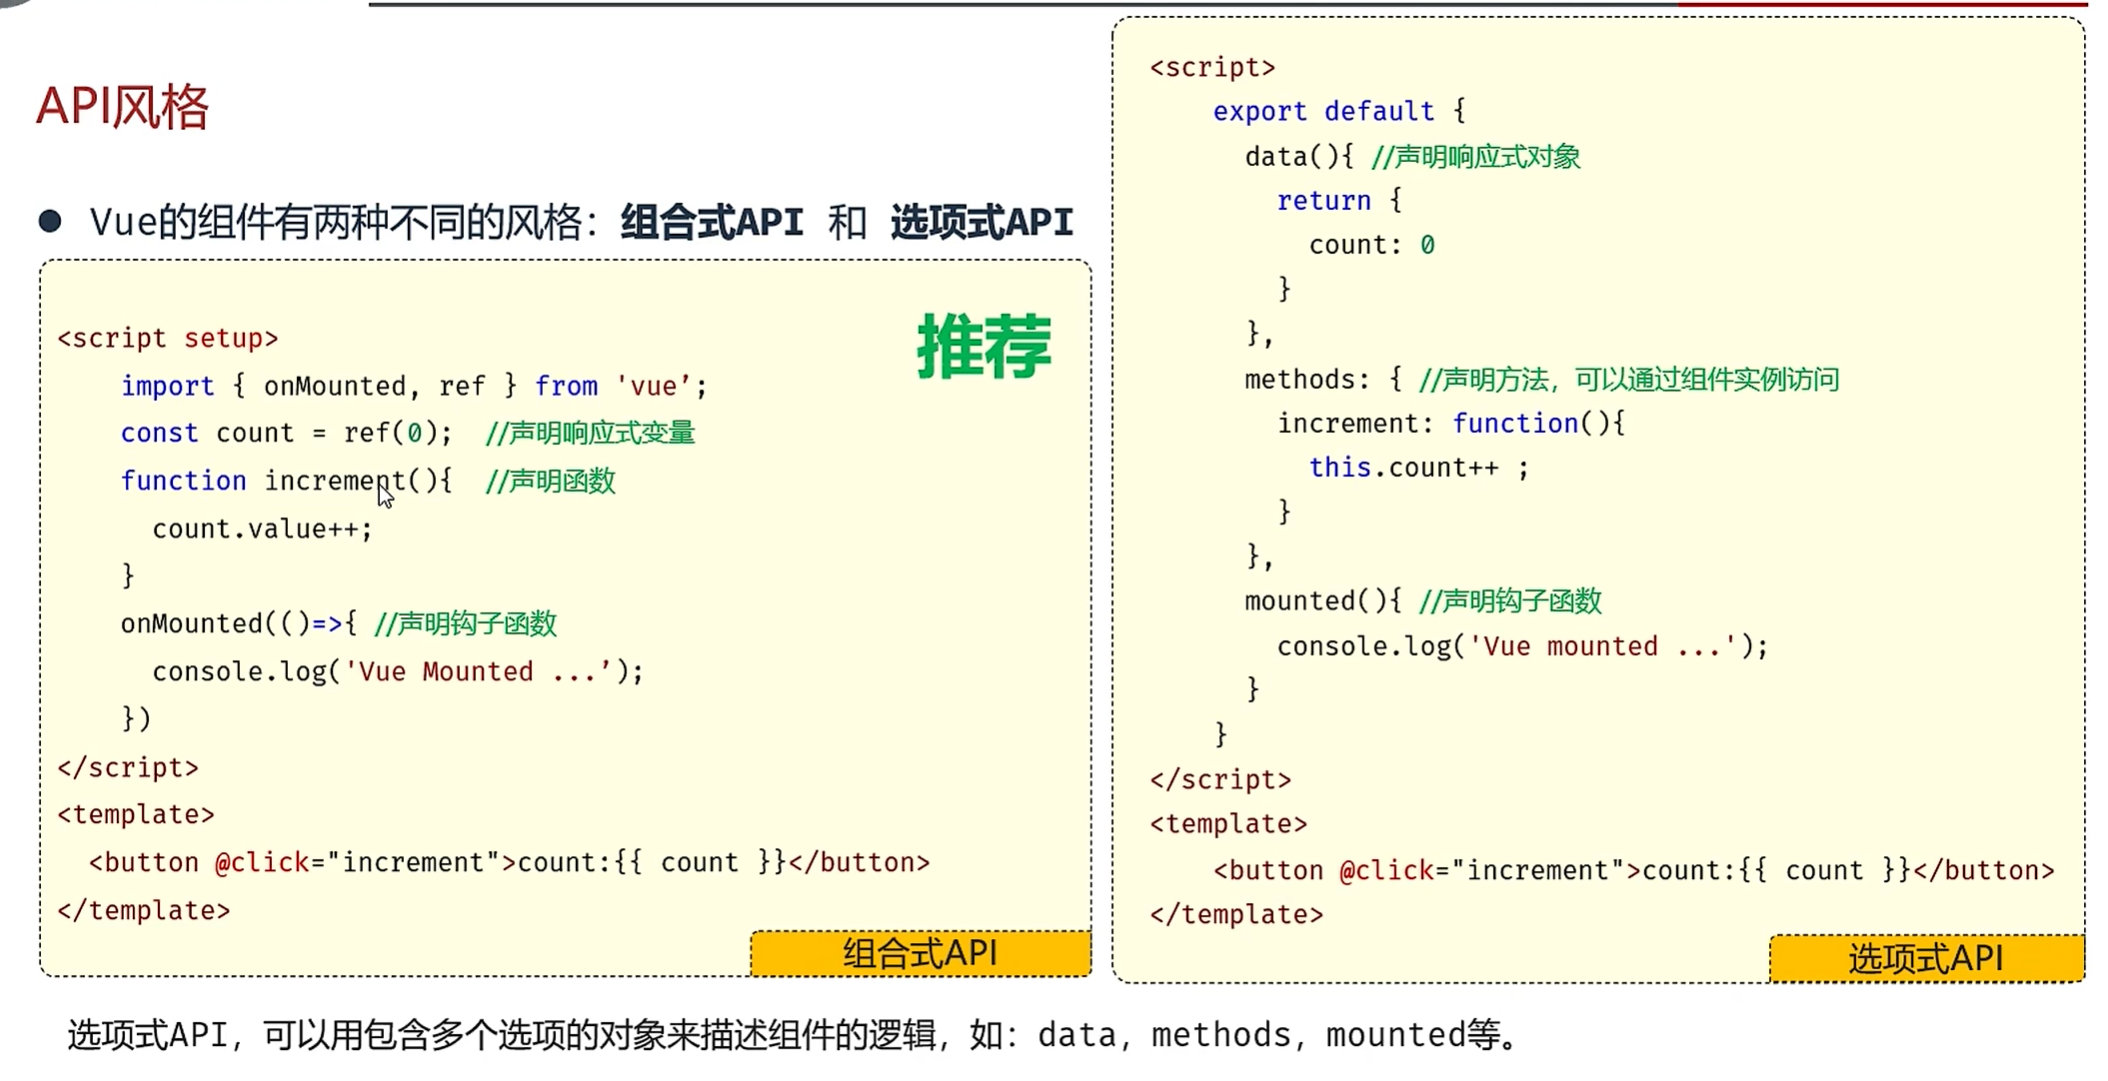 API风格
● Vue的组件有两种不同的风格：组合式API 和 选项式API
推荐
<script setup>
    import { onMounted, ref } from 'vue’;
    const count = ref(0);  //声明响应式变量
    function increment(){  //声明函数
      count.value++;
    }
    onMounted(()=>{ //声明钩子函数
      console.log('Vue Mounted ...’);
    })
</script>
<template>
  <button @click="increment">count:{{ count }}</button>
</template>
组合式API
<script>
    export default {
      data(){ //声明响应式对象
        return {
          count: 0
        }
      },
      methods: { //声明方法，可以通过组件实例访问
        increment: function(){
          this.count++ ;
        }
      },
      mounted(){ //声明钩子函数
        console.log('Vue mounted ...');
      }
    }
</script>
<template>
    <button @click="increment">count:{{ count }}</button>
</template>
选项式API
选项式API，可以用包含多个选项的对象来描述组件的逻辑，如：data，methods，mounted等。